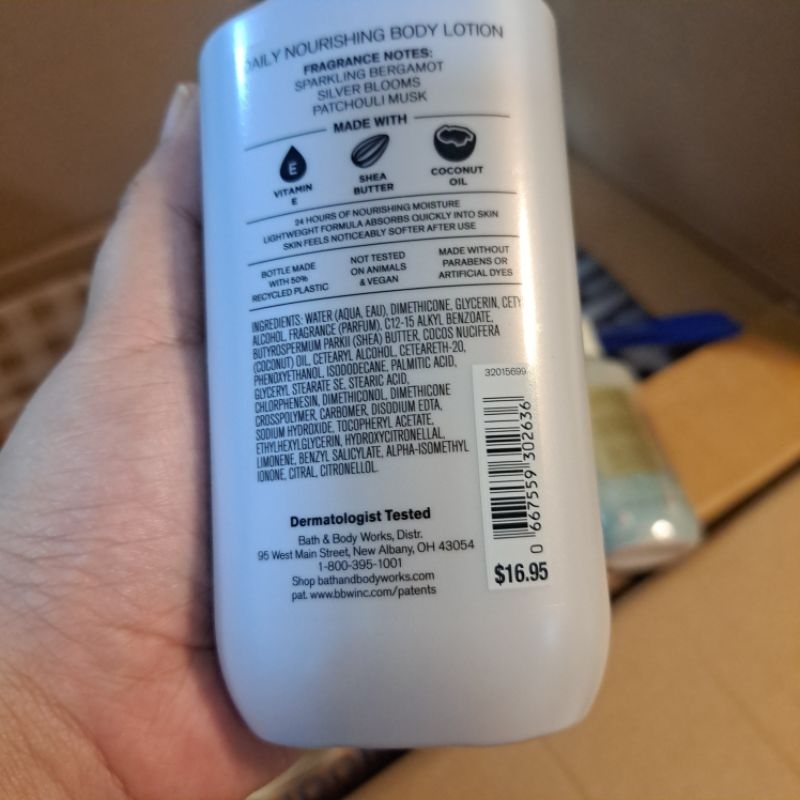 DAILY NOURISHING BODY LOTION
FRAGRANCE NOTES:
SPARKLING BERGAMOT
SILVER BLOOMS
PATCHOULI MUSK
MADE WITH
E
VITAMIN
E
SHEA
BUTTER
COCONUT
OIL
24 HOURS OF NOURISHING MOISTURE
LIGHTWEIGHT FORMULA ABSORBS QUICKLY INTO SKIN
SKIN FEELS NOTICEABLY SOFTER AFTER USE
BOTTLE MADE
WITH 50%
RECYCLED PLASTIC
NOT TESTED
ON ANIMALS
& VEGAN
MADE WITHOUT
PARABENS OR
ARTIFICIAL DYES
INGREDIENTS: WATER (AQUA, EAU), DIMETHICONE, GLYCERIN, CETY
ALCOHOL, FRAGRANCE (PARFUM), C12-15 ALKYL BENZOATE,
BUTYROSPERMUM PARKII (SHEA) BUTTER, COCOS NUCIFERA
(COCONUT) OIL, CETEARYL ALCOHOL, CETEARETH-20,
PHENOXYETHANOL, ISODODECANE, PALMITIC ACID,
GLYCERYL STEARATE SE, STEARIC ACID,
CHLORPHENESIN, DIMETHICONOL, DIMETHICONE
CROSSPOLYMER, CARBOMER, DISODIUM EDTA,
SODIUM HYDROXIDE, TOCOPHERYL ACETATE,
ETHYLHEXYLGLYCERIN, HYDROXYCITRONELLAL,
LIMONENE, BENZYL SALICYLATE, ALPHA-ISOMETHYL
IONONE, CITRAL, CITRONELLOL.
32015699
0 667559 302636
$16.95
Dermatologist Tested
Bath & Body Works, Distr.
95 West Main Street, New Albany, OH 43054
1-800-395-1001
Shop bathandbodyworks.com
pat. www.bbwinc.com/patents